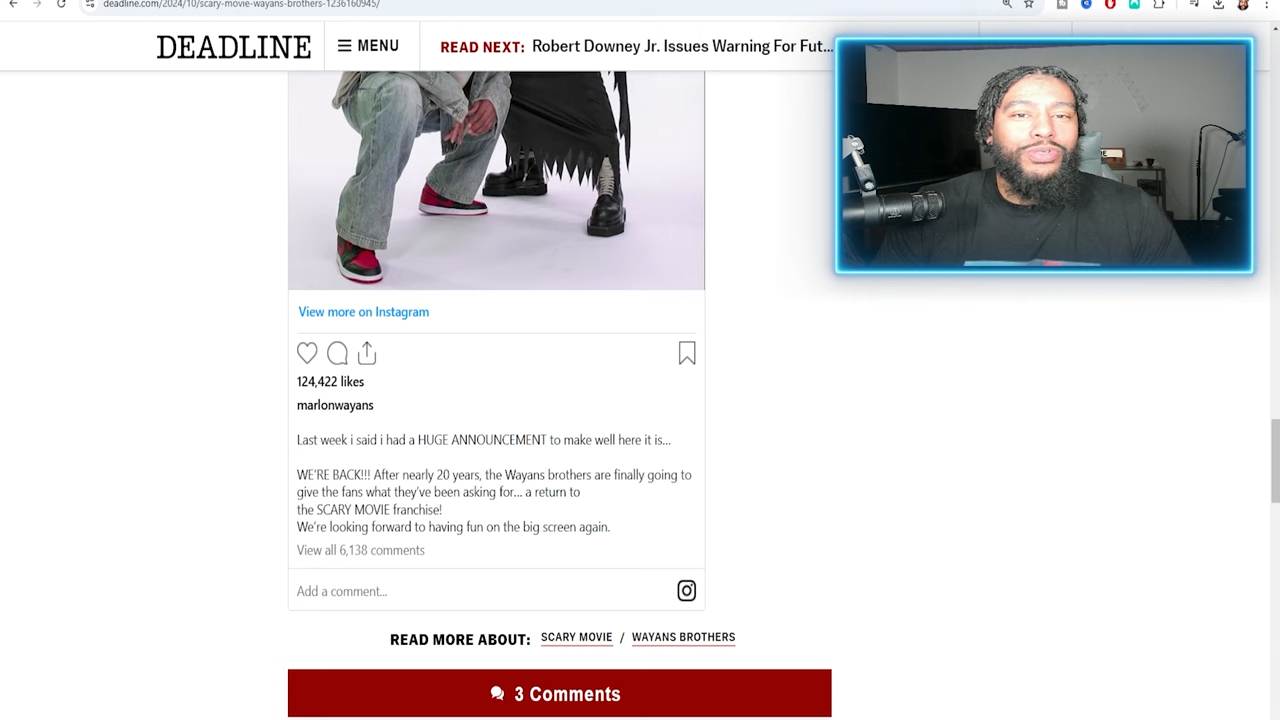 deadline.com/2024/10/scary-movie-wayans-brothers-1236160945/
DEADLINE
MENU
READ NEXT: Robert Downey Jr. Issues Warning For Fut...
View more on Instagram
124,422 likes
marlonwayans
Last week i said i had a HUGE ANNOUNCEMENT to make well here it is...
WE'RE BACK!!! After nearly 20 years, the Wayans brothers are finally going to
give the fans what they've been asking for... a return to
the SCARY MOVIE franchise!
We're looking forward to having fun on the big screen again.
View all 6,138 comments
Add a comment...
READ MORE ABOUT: SCARY MOVIE / WAYANS BROTHERS
3 Comments